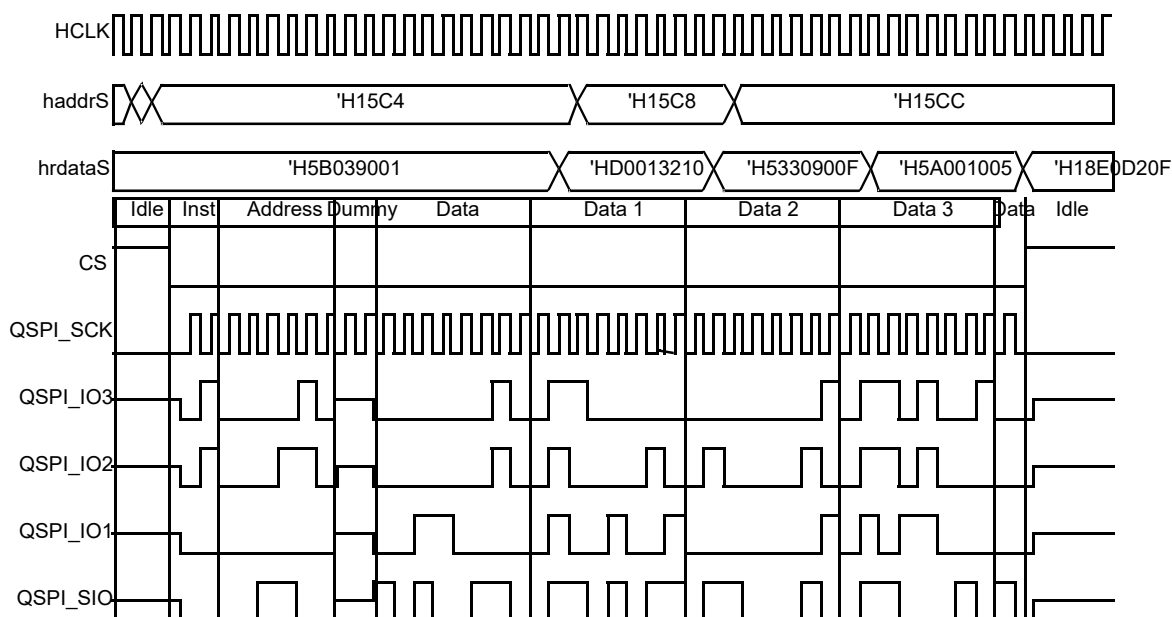 HCLK
haddrS 'H15C4 'H15C8 'H15CC
hrdataS 'H5B039001 'HD0013210 'H5330900F 'H5A001005 'H18E0D20F
Idle Inst Address Dummy Data Data 1 Data 2 Data 3 Data Idle
CS
QSPI_SCK
QSPI_IO3
QSPI_IO2
QSPI_IO1
QSPI_SIO